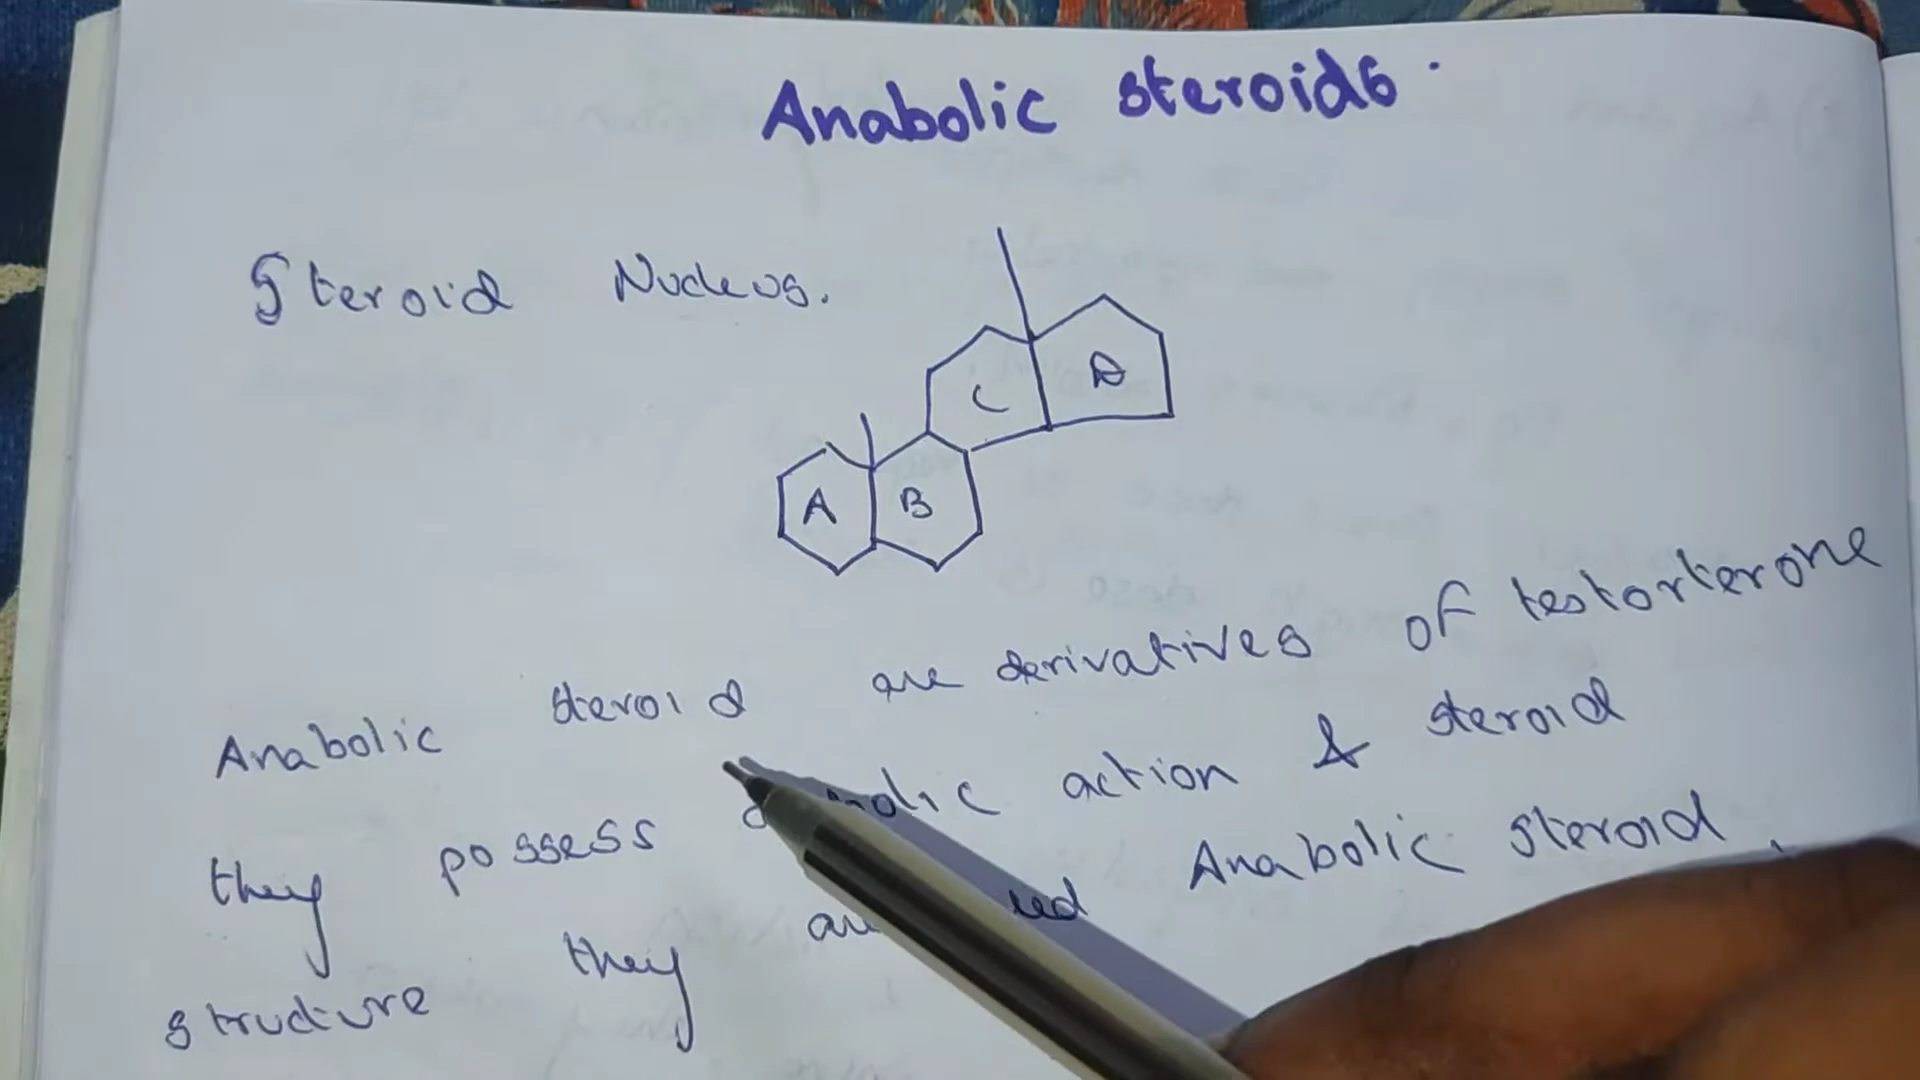 Anabolic steroids.
Steroid Nucleus.
C D
A B
Anabolic steroid are derivatives of testosterone
they possess action & steroid
structure they Anabolic steroid.